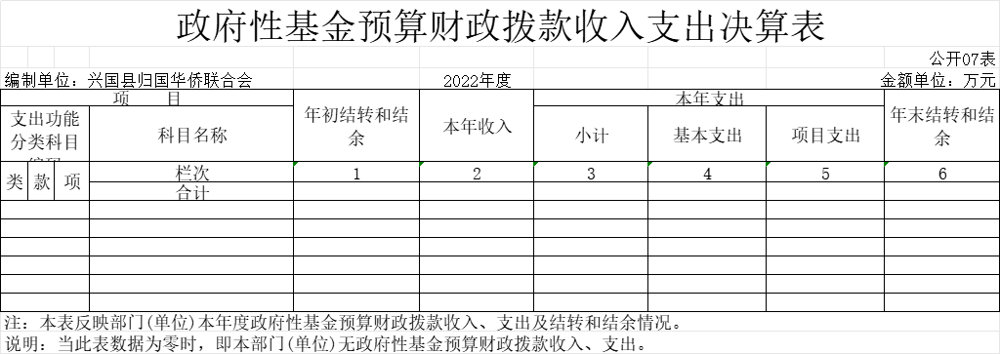 政府性基金预算财政拨款收入支出决算表
公开07表
编制单位：兴国县归国华侨联合会 2022年度 金额单位：万元
项 目 年初结转和结余 本年收入 本年支出 年末结转和结余
支出功能分类科目编码 科目名称 小计 基本支出 项目支出
类 款 项 栏次 1 2 3 4 5 6
合计
注：本表反映部门(单位)本年度政府性基金预算财政拨款收入、支出及结转和结余情况。
说明：当此表数据为零时，即本部门(单位)无政府性基金预算财政拨款收入、支出。